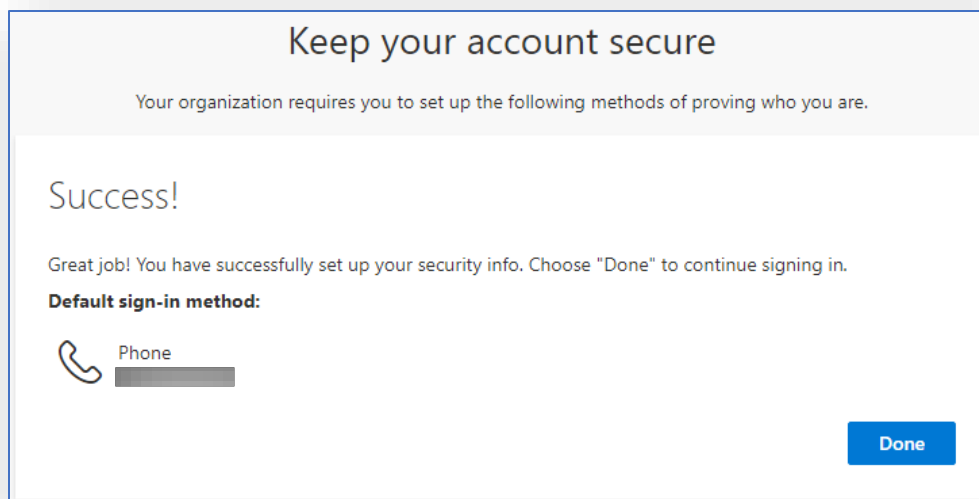 Keep your account secure
Your organization requires you to set up the following methods of proving who you are.
Success!
Great job! You have successfully set up your security info. Choose "Done" to continue signing in.
Default sign-in method:
Phone
Done